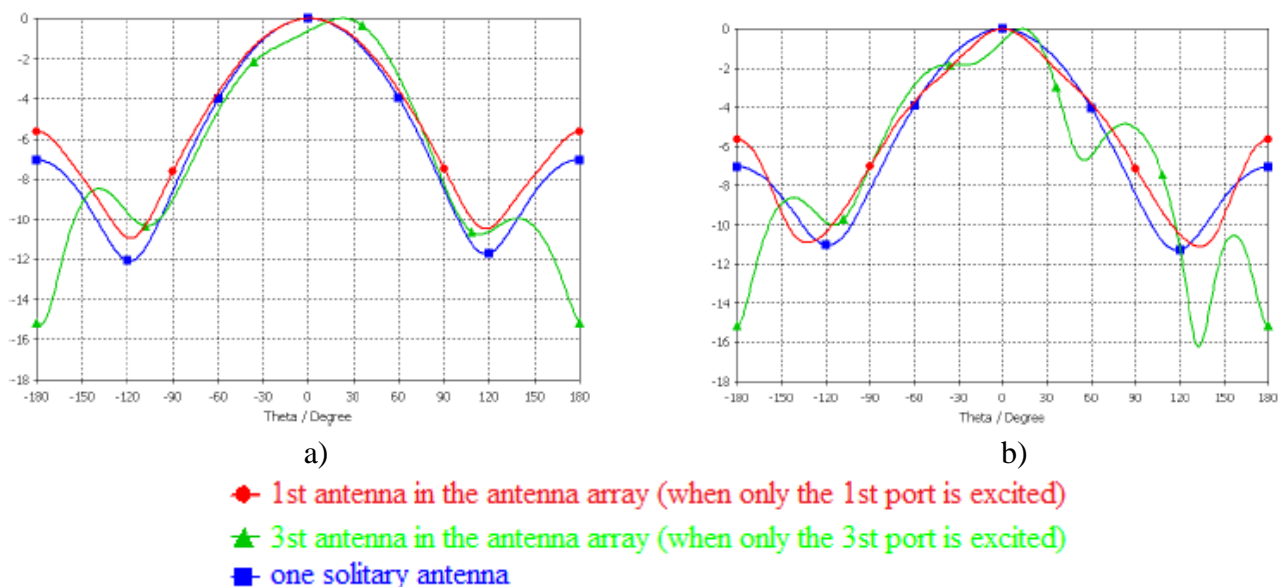 0
-2
-4
-6
-8
-10
-12
-14
-16
-18
-180 -150 -120 -90 -60 -30 0 30 60 90 120 150 180
Theta / Degree
a)
0
-2
-4
-6
-8
-10
-12
-14
-16
-18
-180 -150 -120 -90 -60 -30 0 30 60 90 120 150 180
Theta / Degree
b)
1st antenna in the antenna array (when only the 1st port is excited)
3st antenna in the antenna array (when only the 3st port is excited)
one solitary antenna